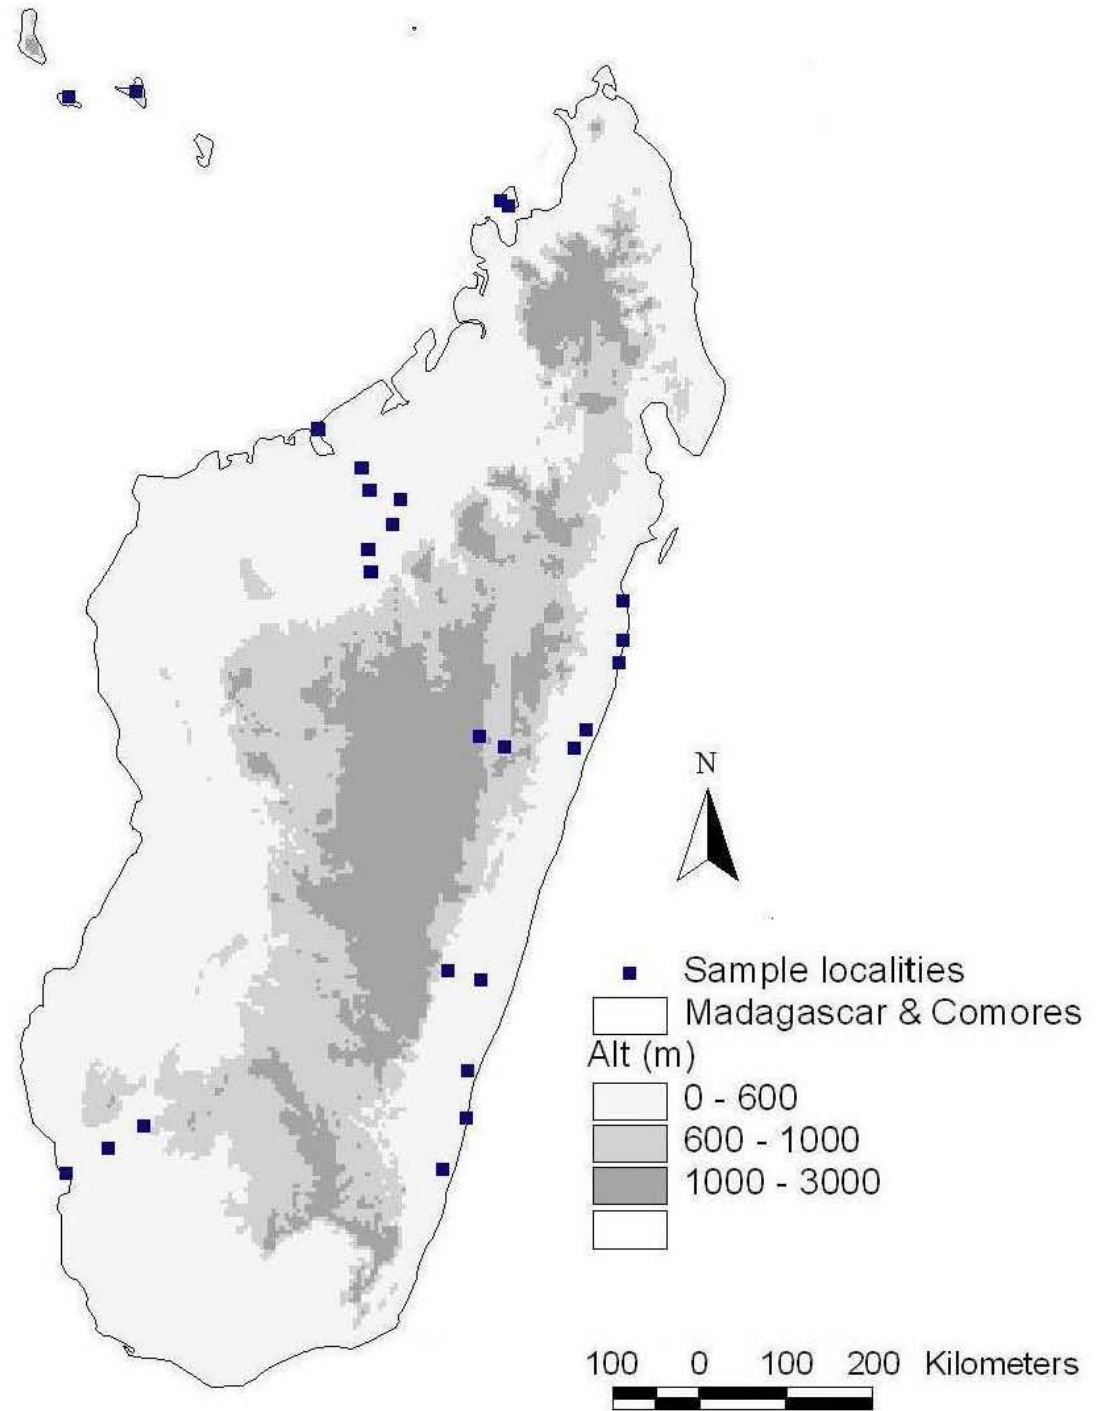 N
Sample localities
Madagascar & Comores
Alt (m)
0 - 600
600 - 1000
1000 - 3000
100 0 100 200 Kilometers